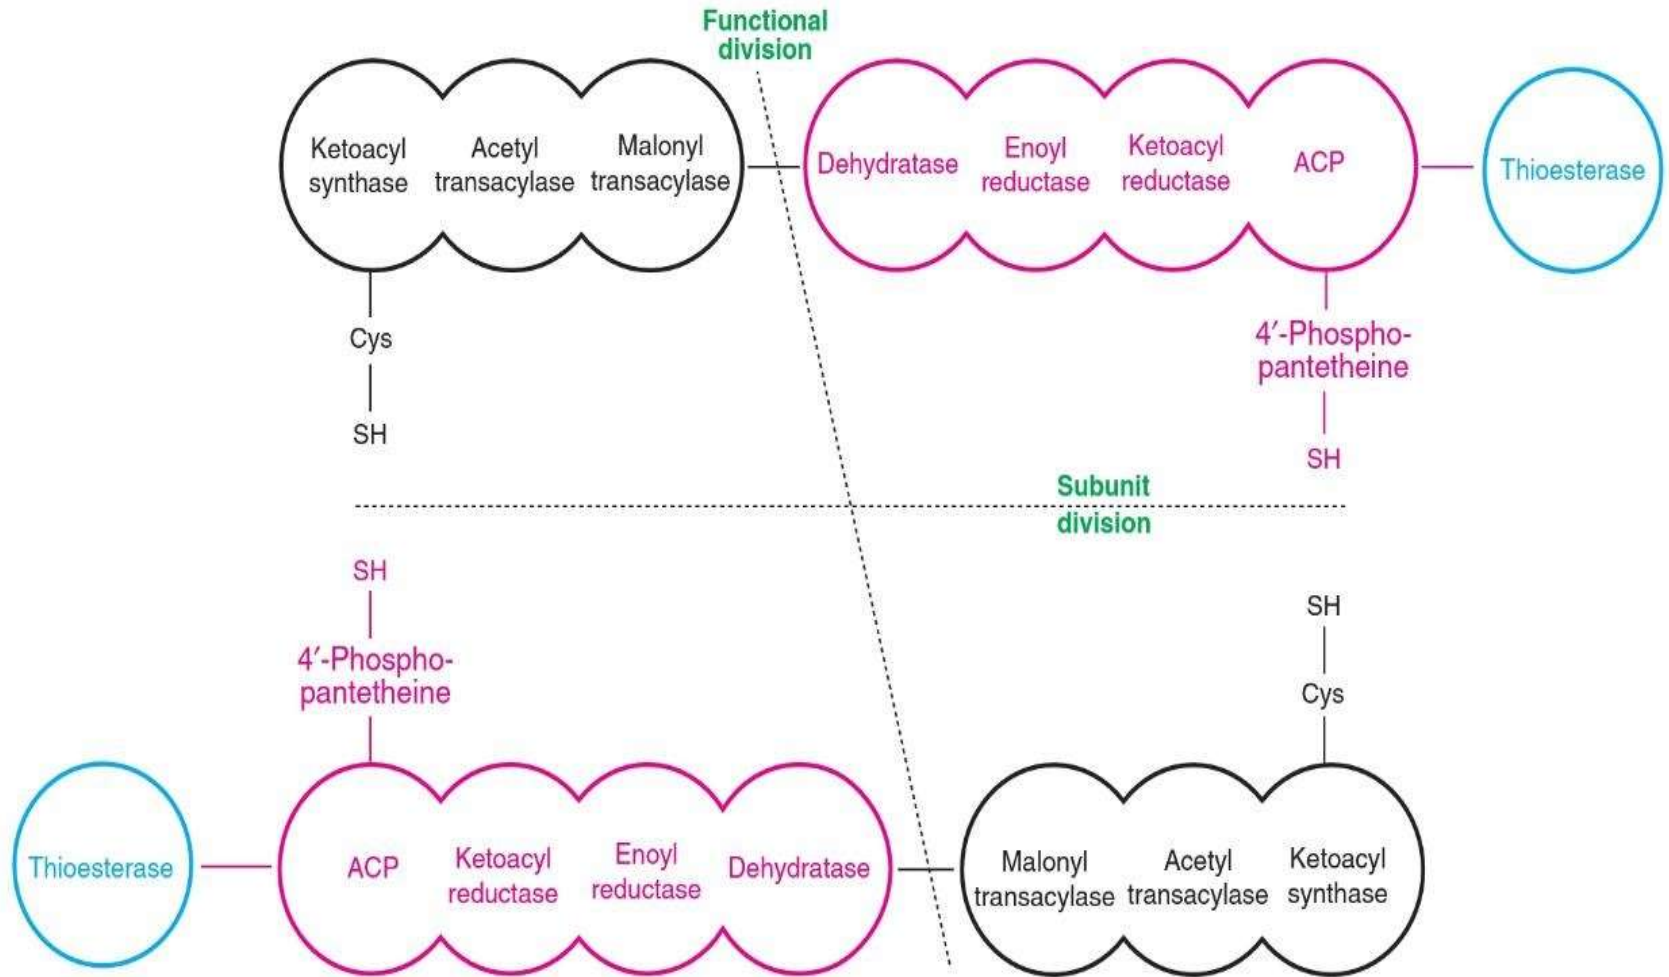 Functional
division
Ketoacyl
synthase
Acetyl
transacylase
Malonyl
transacylase
Dehydratase
Enoyl
reductase
Ketoacyl
reductase
ACP
Thioesterase
Cys
SH
4′-Phospho-
pantetheine
SH
Subunit
division
SH
4′-Phospho-
pantetheine
SH
Cys
Thioesterase
ACP
Ketoacyl
reductase
Enoyl
reductase
Dehydratase
Malonyl
transacylase
Acetyl
transacylase
Ketoacyl
synthase